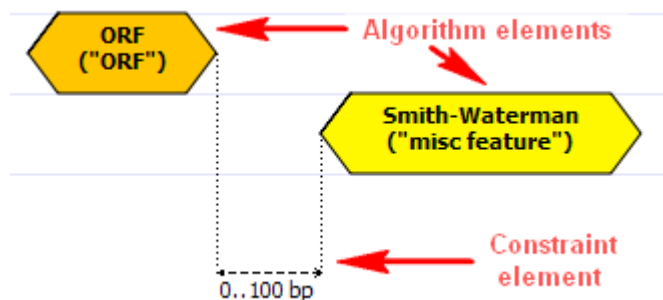 ORF
("ORF")
Algorithm elements
Smith-Waterman
("misc feature")
Constraint
element
0..100 bp